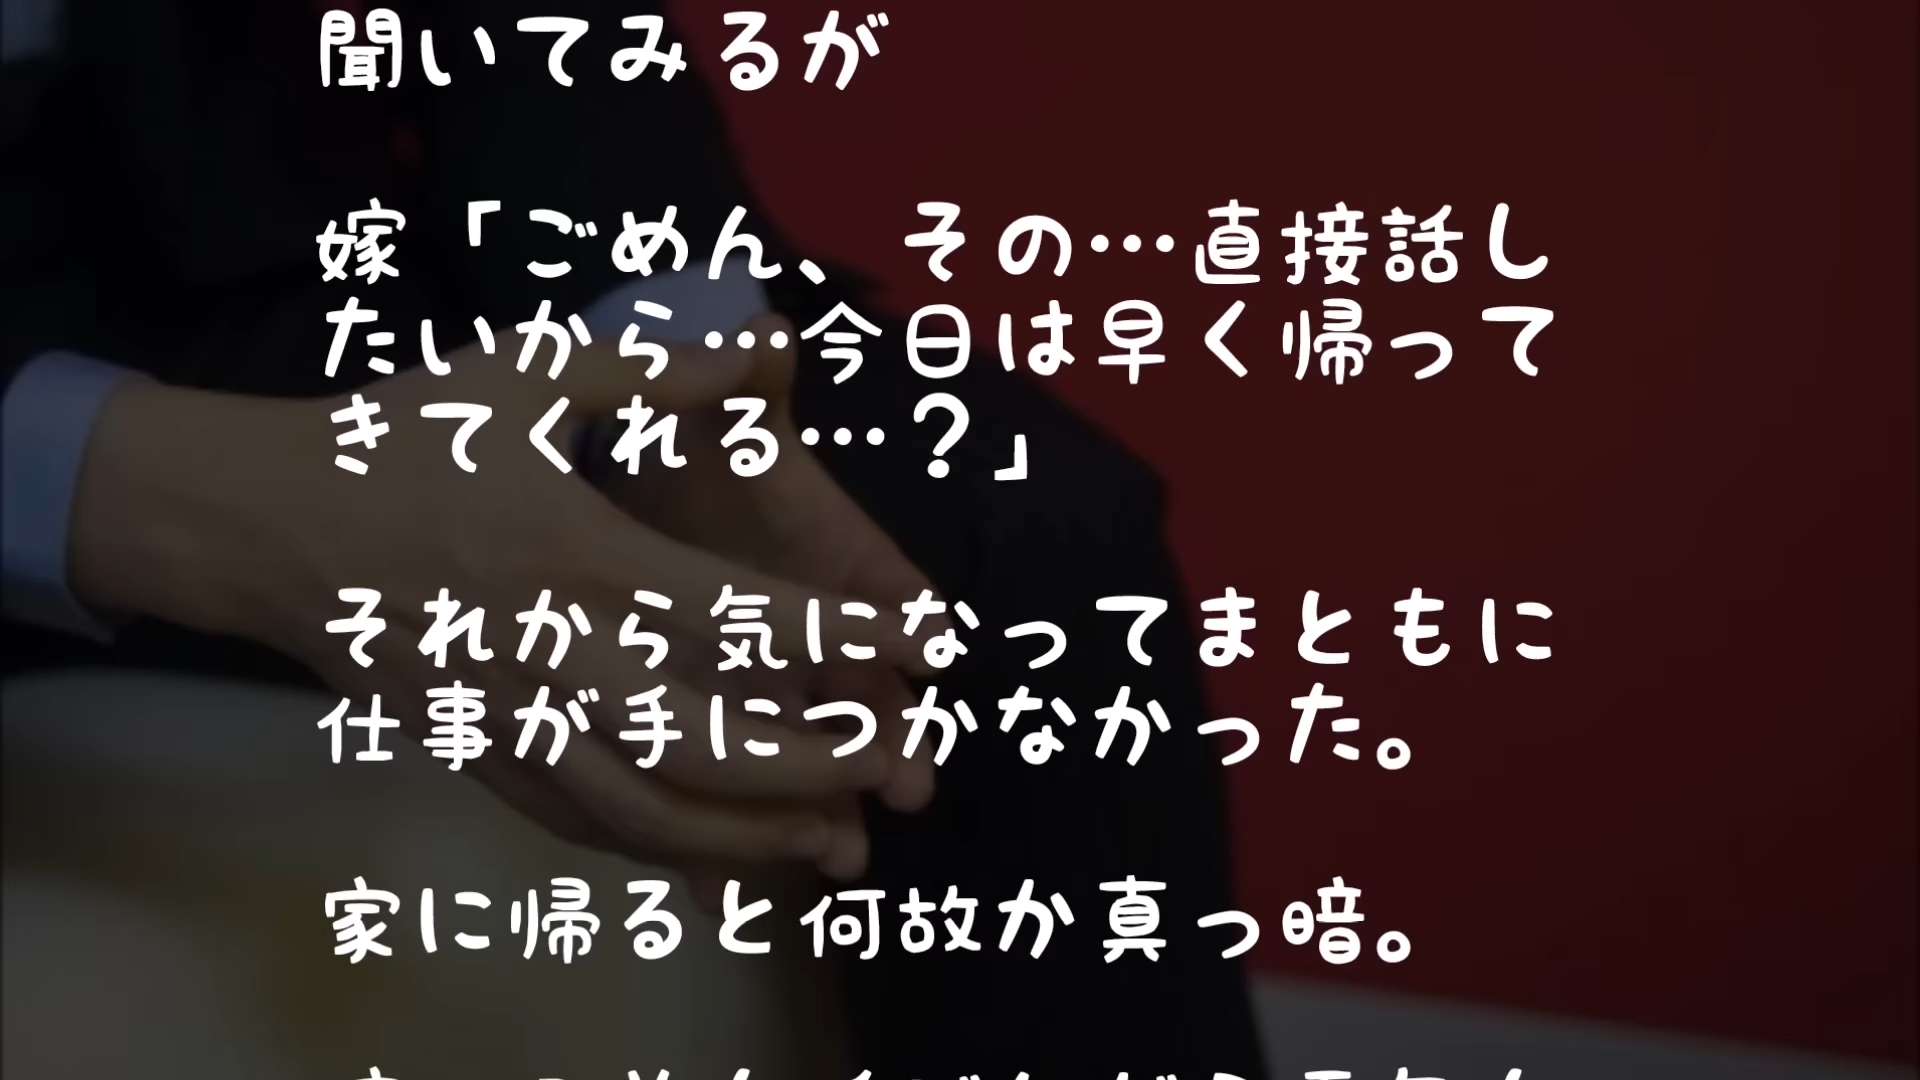 聞いてみるが
嫁「ごめん、その…直接話し
たいから…今日は早く帰って
きてくれる…？」
それから気になってまともに
仕事が手につかなかった。
家に帰ると何故か真っ暗。